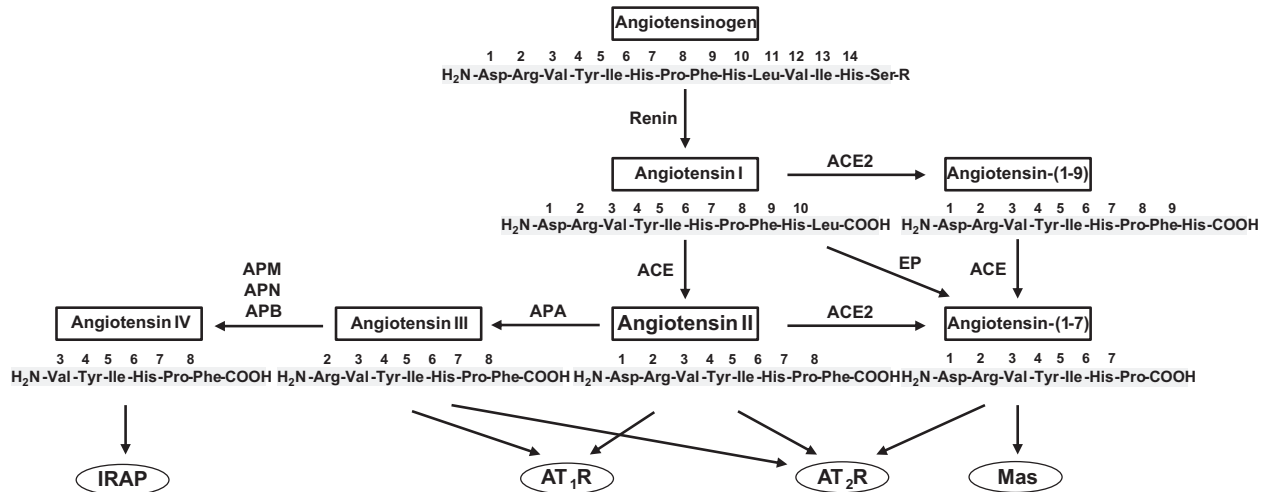 Angiotensinogen
1 2 3 4 5 6 7 8 9 10 11 12 13 14
H₂N-Asp-Arg-Val-Tyr-Ile-His-Pro-Phe-His-Leu-Val-Ile-His-Ser-R
Renin
Angiotensin I
ACE2
Angiotensin-(1-9)
1 2 3 4 5 6 7 8 9 10
H₂N-Asp-Arg-Val-Tyr-Ile-His-Pro-Phe-His-Leu-COOH
1 2 3 4 5 6 7 8 9
H₂N-Asp-Arg-Val-Tyr-Ile-His-Pro-Phe-His-COOH
APM
APN
APB
ACE
EP
ACE
Angiotensin IV
Angiotensin III
APA
Angiotensin II
ACE2
Angiotensin-(1-7)
3 4 5 6 7 8
H₂N-Val-Tyr-Ile-His-Pro-Phe-COOH
2 3 4 5 6 7 8
H₂N-Arg-Val-Tyr-Ile-His-Pro-Phe-COOH
1 2 3 4 5 6 7 8
H₂N-Asp-Arg-Val-Tyr-Ile-His-Pro-Phe-COOH
1 2 3 4 5 6 7
H₂N-Asp-Arg-Val-Tyr-Ile-His-Pro-COOH
IRAP
AT₁R
AT₂R
Mas